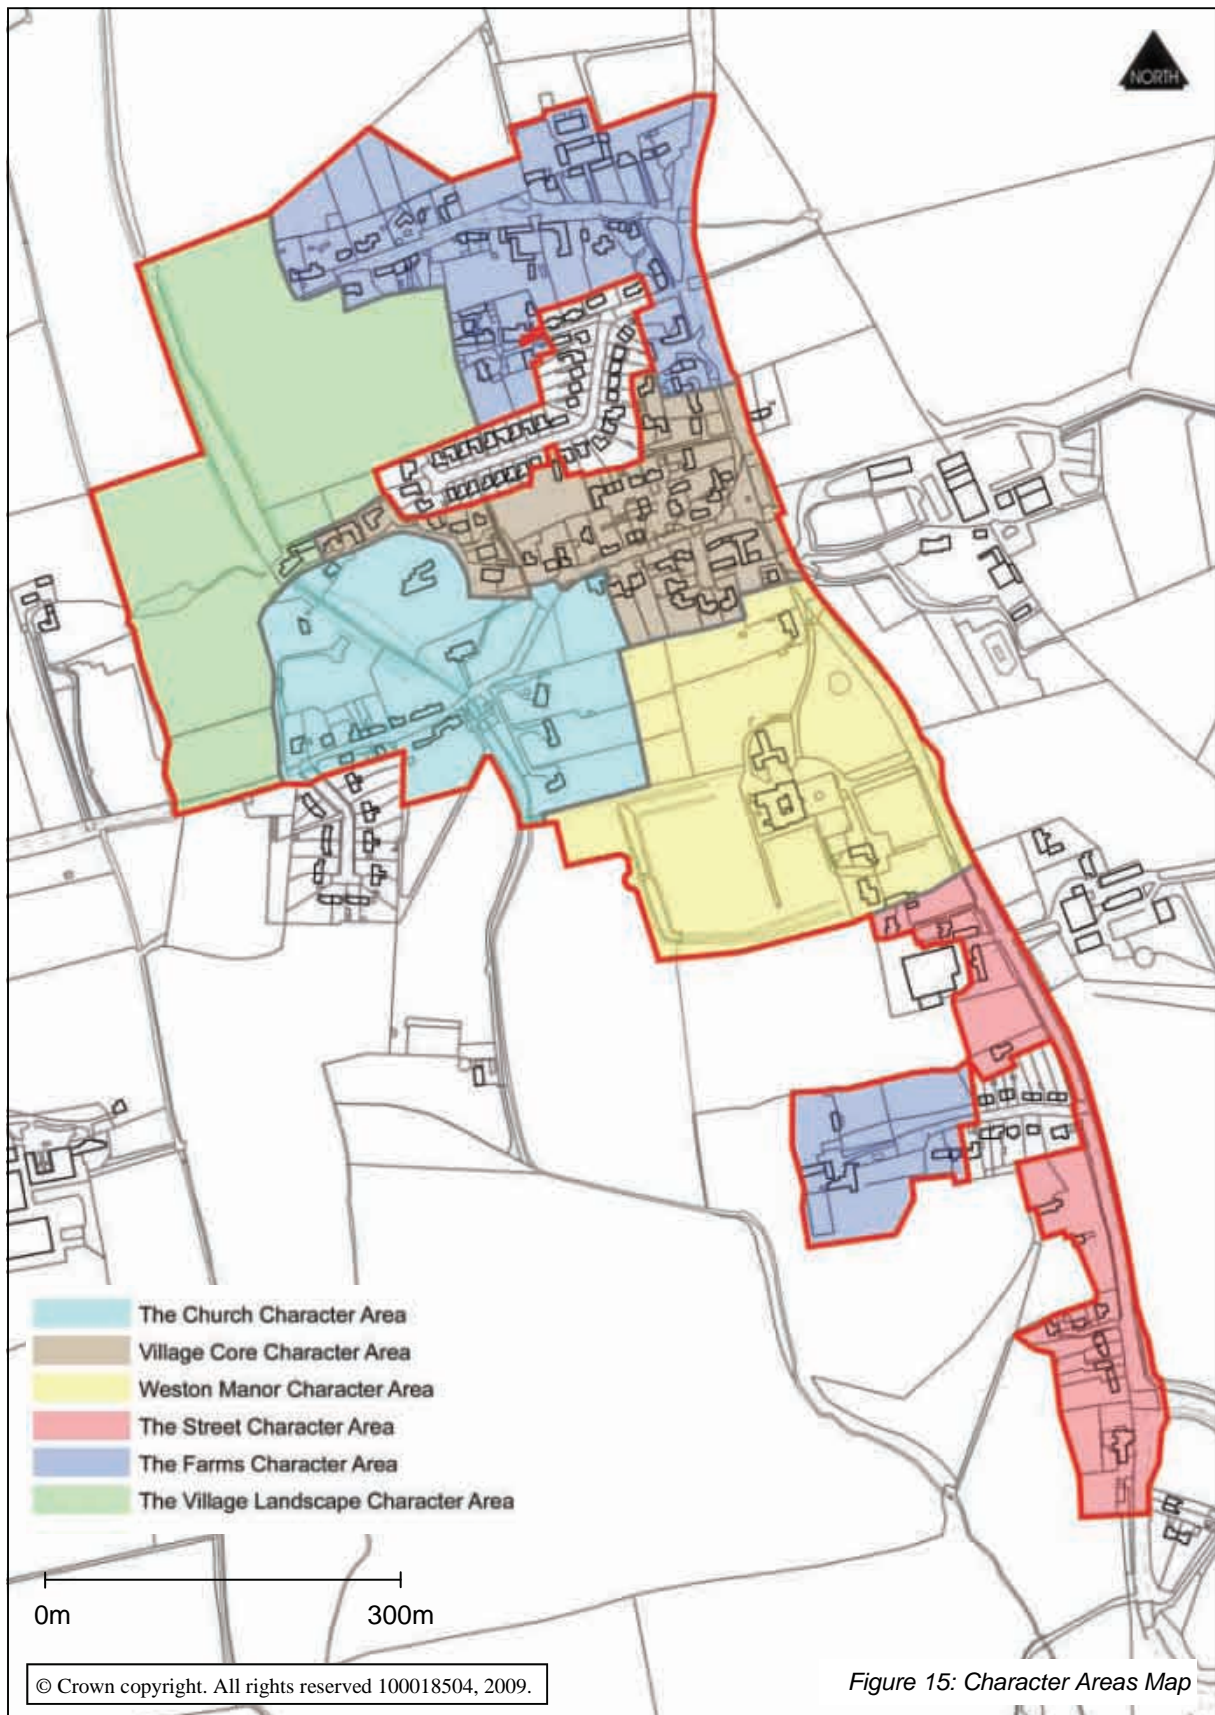 NORTH
The Church Character Area
Village Core Character Area
Weston Manor Character Area
The Street Character Area
The Farms Character Area
The Village Landscape Character Area
0m 300m
© Crown copyright. All rights reserved 100018504, 2009.
Figure 15: Character Areas Map